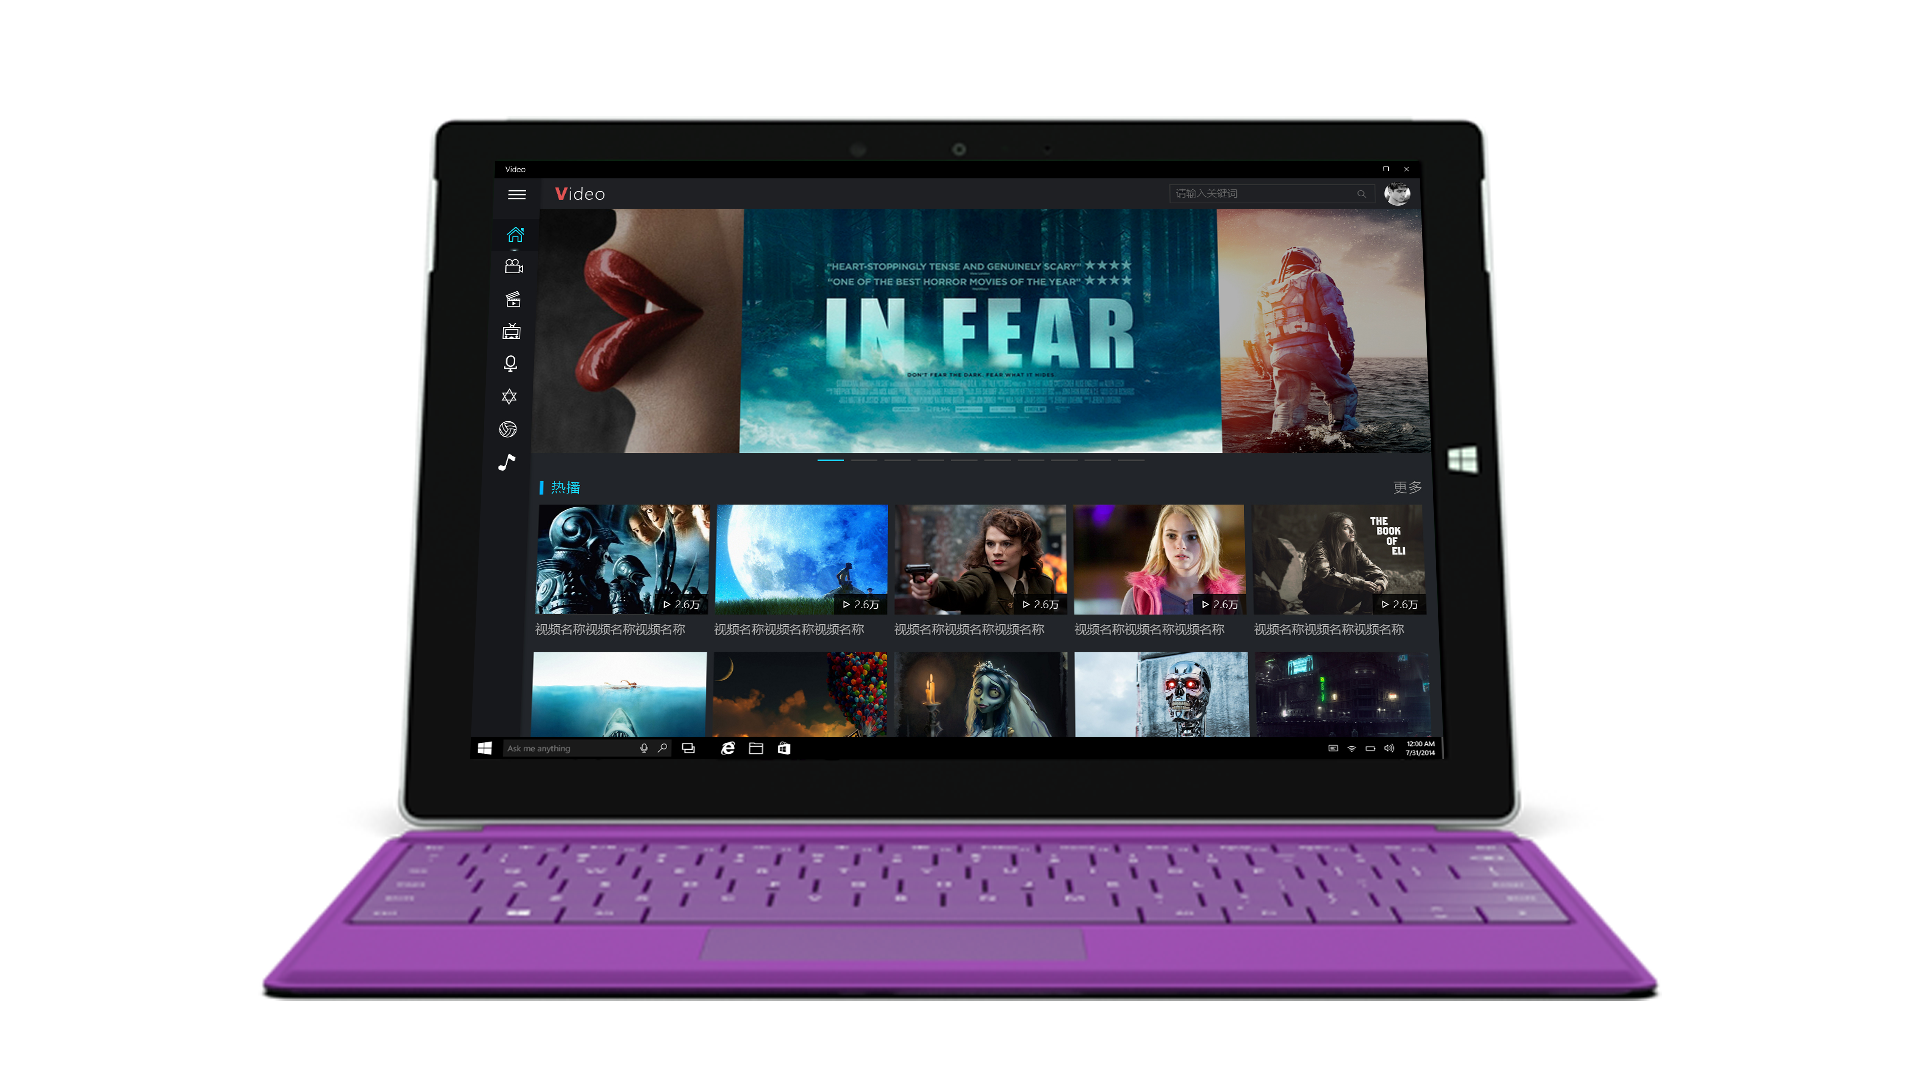 Video
Video
请输入关键词
"HEART-STOPPINGLY TENSE AND GENUINELY SCARY" ★★★★
"ONE OF THE BEST HORROR MOVIES OF THE YEAR" ★★★★
IN FEAR
DON'T FEAR THE DARK. FEAR WHAT IT HIDES.
热播
更多
THE
BOOK
OF
ELI
2.6万
2.6万
2.6万
2.6万
2.6万
视频名称视频名称视频名称
视频名称视频名称视频名称
视频名称视频名称视频名称
视频名称视频名称视频名称
视频名称视频名称视频名称
Ask me anything
12:00 AM
7/31/2014